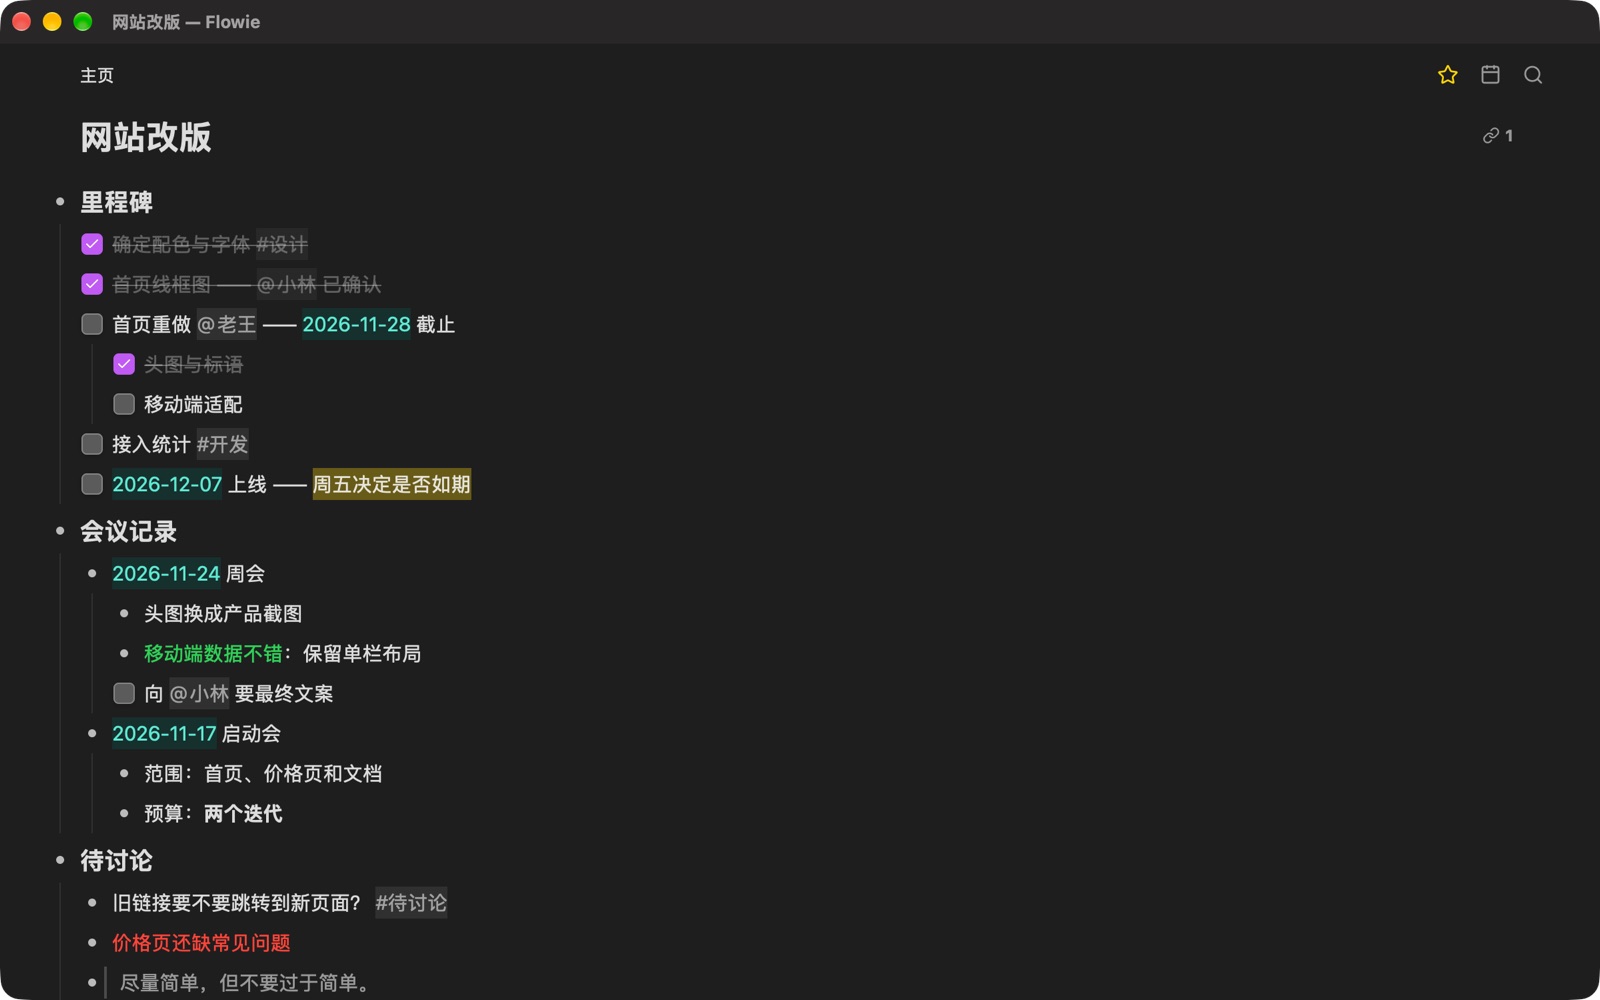 网站改版 — Flowie
主页
网站改版
1
里程碑
确定配色与字体 #设计
首页线框图 —— @小林 已确认
首页重做 @老王 —— 2026-11-28 截止
头图与标语
移动端适配
接入统计 #开发
2026-12-07 上线 —— 周五决定是否如期
会议记录
2026-11-24 周会
头图换成产品截图
移动端数据不错：保留单栏布局
向 @小林 要最终文案
2026-11-17 启动会
范围：首页、价格页和文档
预算：两个迭代
待讨论
旧链接要不要跳转到新页面？ #待讨论
价格页还缺常见问题
尽量简单，但不要过于简单。